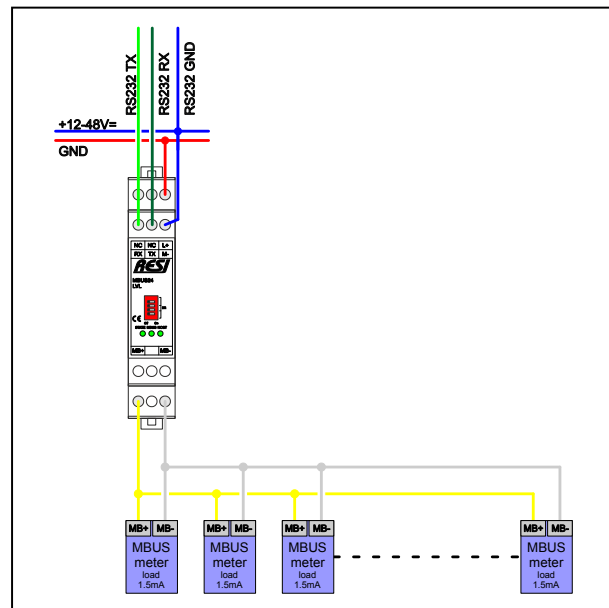 RS232 TX
RS232 RX
RS232 GND
+12-48V=
GND
NC NC L+
RX TX M-
RESI
MBUS64
LVL
CE
MB+ MB-
MB+ MB- MB+ MB- MB+ MB- MB+ MB-
MBUS MBUS MBUS MBUS
meter meter meter meter
load load load load
1.5mA 1.5mA 1.5mA 1.5mA